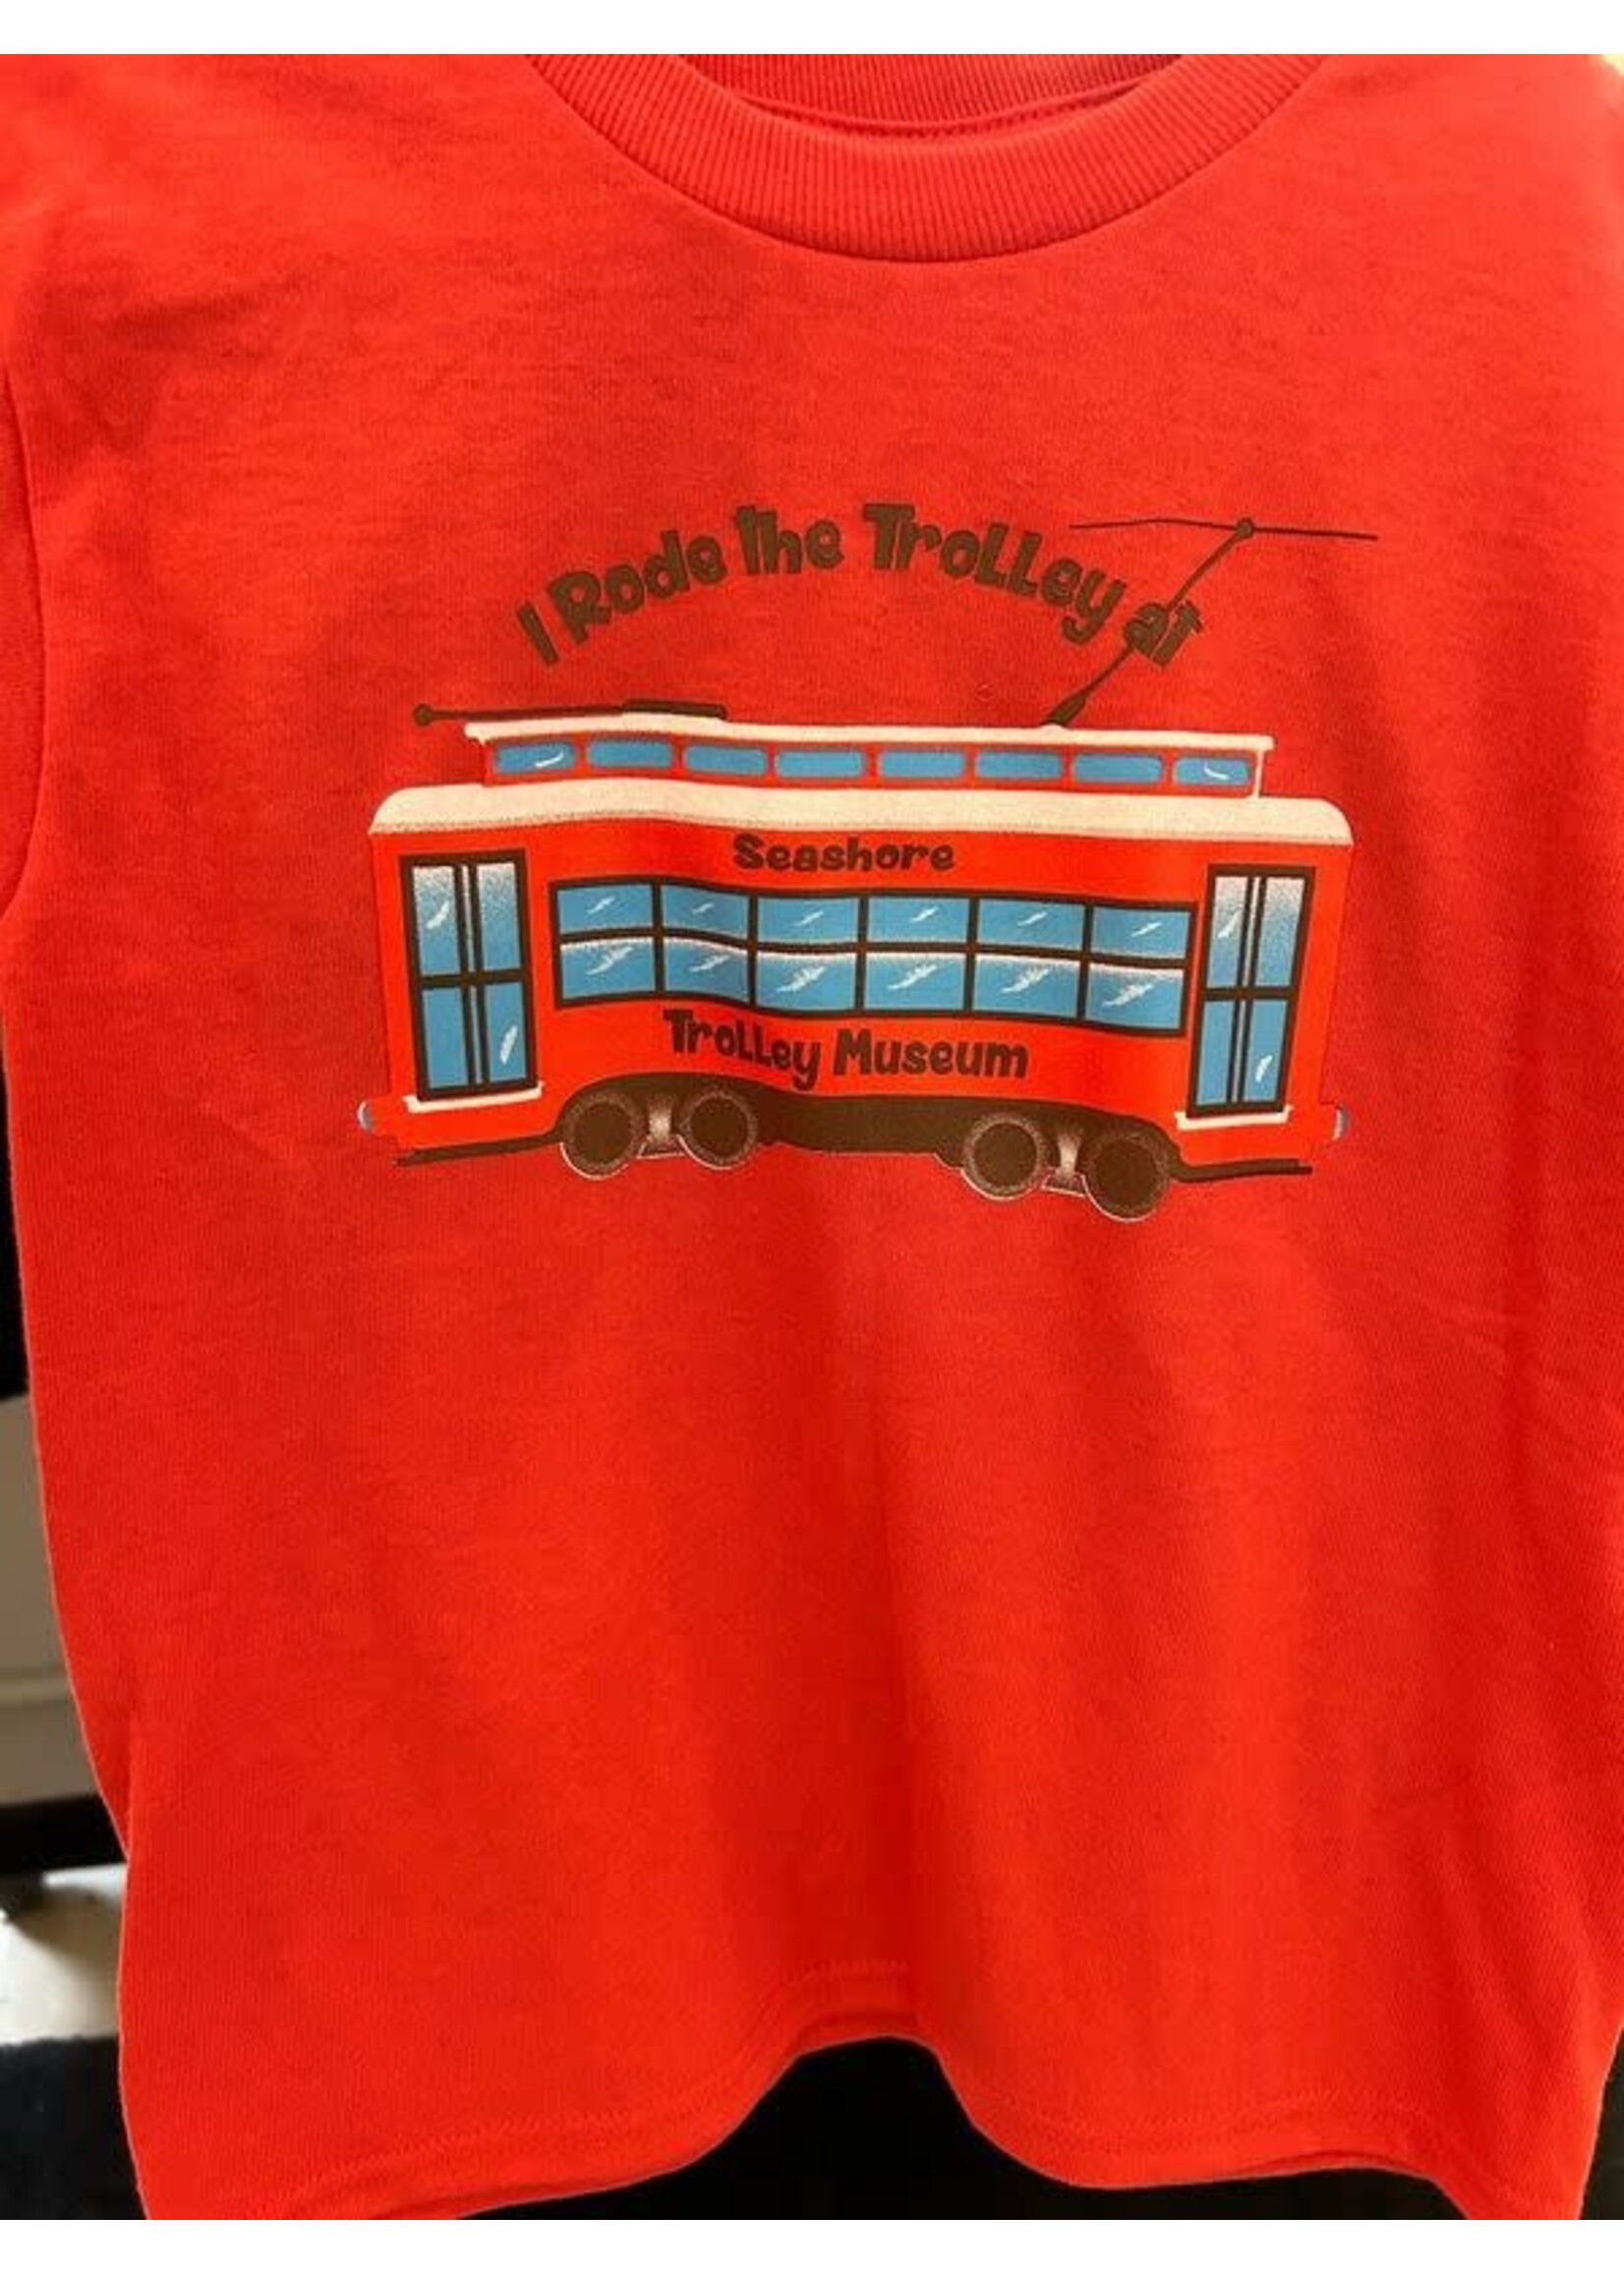 I Rode the Trolley at
Seashore
Trolley Museum